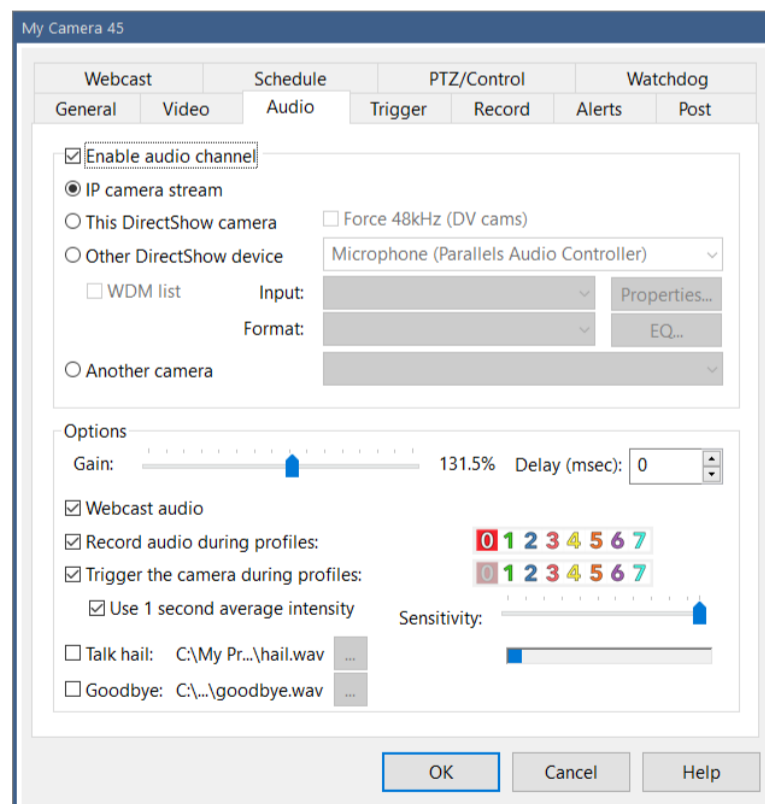 My Camera 45
Webcast Schedule PTZ/Control Watchdog
General Video Audio Trigger Record Alerts Post
Enable audio channel
IP camera stream
This DirectShow camera Force 48kHz (DV cams)
Other DirectShow device Microphone (Parallels Audio Controller)
WDM list Input: Properties...
Format: EQ...
Another camera
Options
Gain: 131.5% Delay (msec): 0
Webcast audio
Record audio during profiles: 0 1 2 3 4 5 6 7
Trigger the camera during profiles: 0 1 2 3 4 5 6 7
Use 1 second average intensity Sensitivity:
Talk hail: C:\My Pr...\hail.wav ...
Goodbye: C:\...\goodbye.wav ...
OK Cancel Help